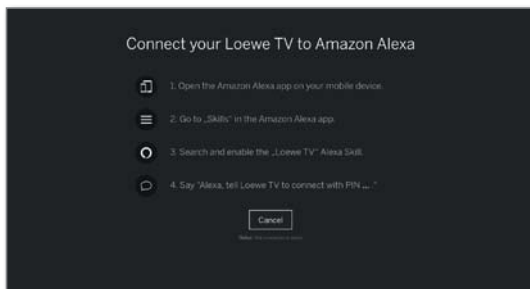 Connect your Loewe TV to Amazon Alexa
1. Open the Amazon Alexa app on your mobile device.
2. Go to „Skills" in the Amazon Alexa app.
3. Search and enable the „Loewe TV" Alexa Skill.
4. Say "Alexa, tell Loewe TV to connect with PIN ... ."
Cancel